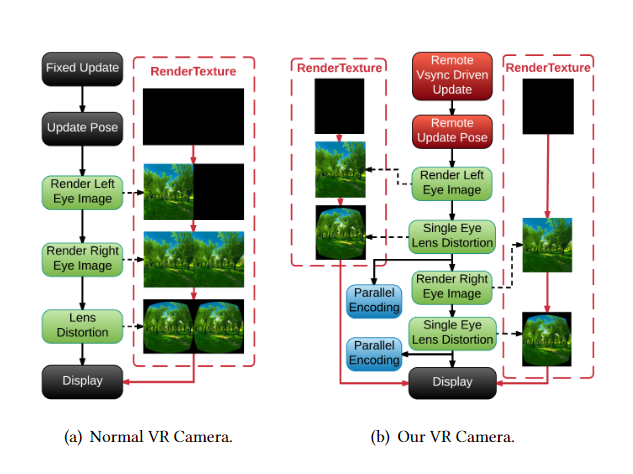 Fixed Update
RenderTexture
Update Pose
Render Left
Eye Image
Render Right
Eye Image
Lens
Distortion
Display
(a) Normal VR Camera.
RenderTexture
Remote
Vsync Driven
Update
RenderTexture
Remote
Update Pose
Render Left
Eye Image
Single Eye
Lens Distortion
Parallel
Encoding
Render Right
Eye Image
Single Eye
Lens Distortion
Parallel
Encoding
Display
(b) Our VR Camera.